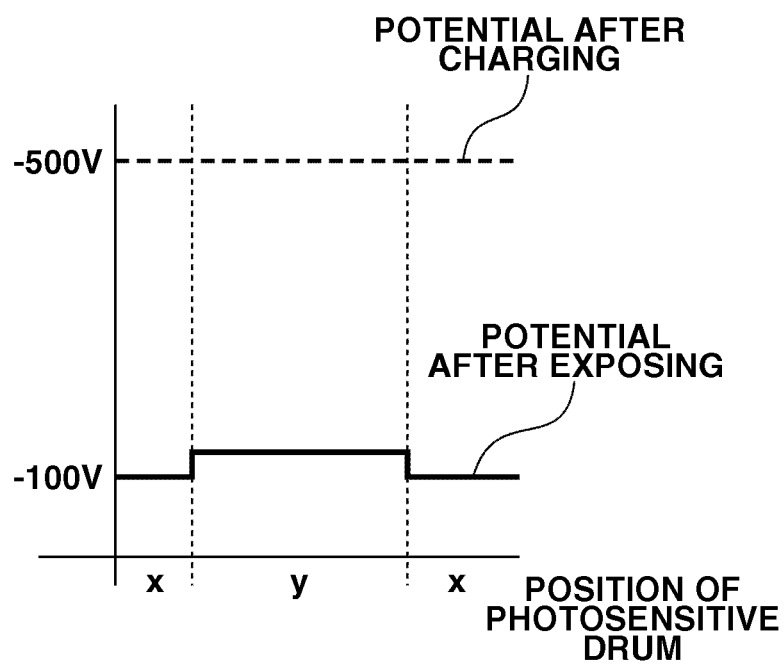 POTENTIAL AFTER
CHARGING
-500V
POTENTIAL
AFTER EXPOSING
-100V
x
y
x
POSITION OF
PHOTOSENSITIVE
DRUM